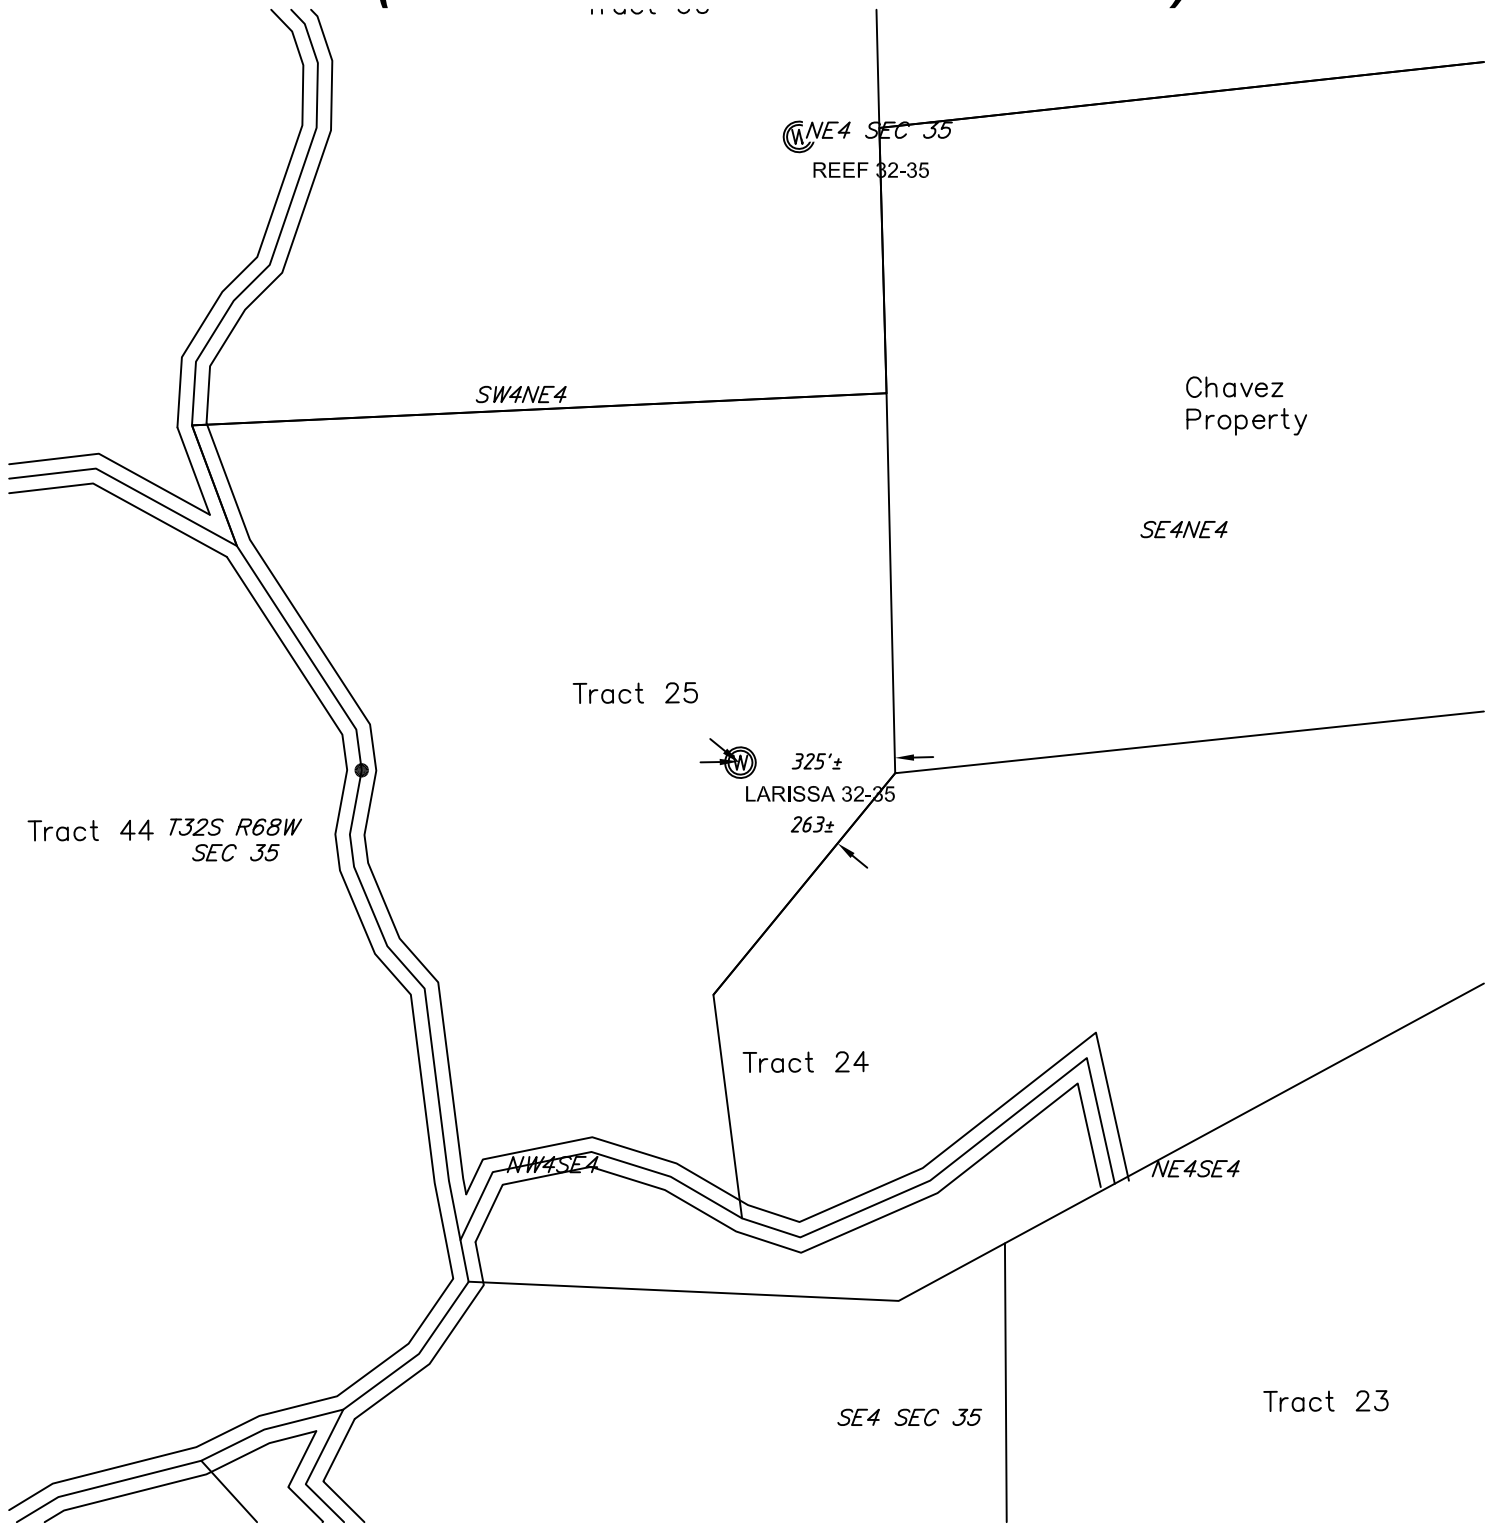 W NE4 SEC 35
REEF 32-35
SW4NE4
Chavez
Property
SE4NE4
Tract 25
W 325'±
LARISSA 32-35
263±
Tract 44 T32S R68W
SEC 35
Tract 24
NW4SE4
NE4SE4
SE4 SEC 35
Tract 23